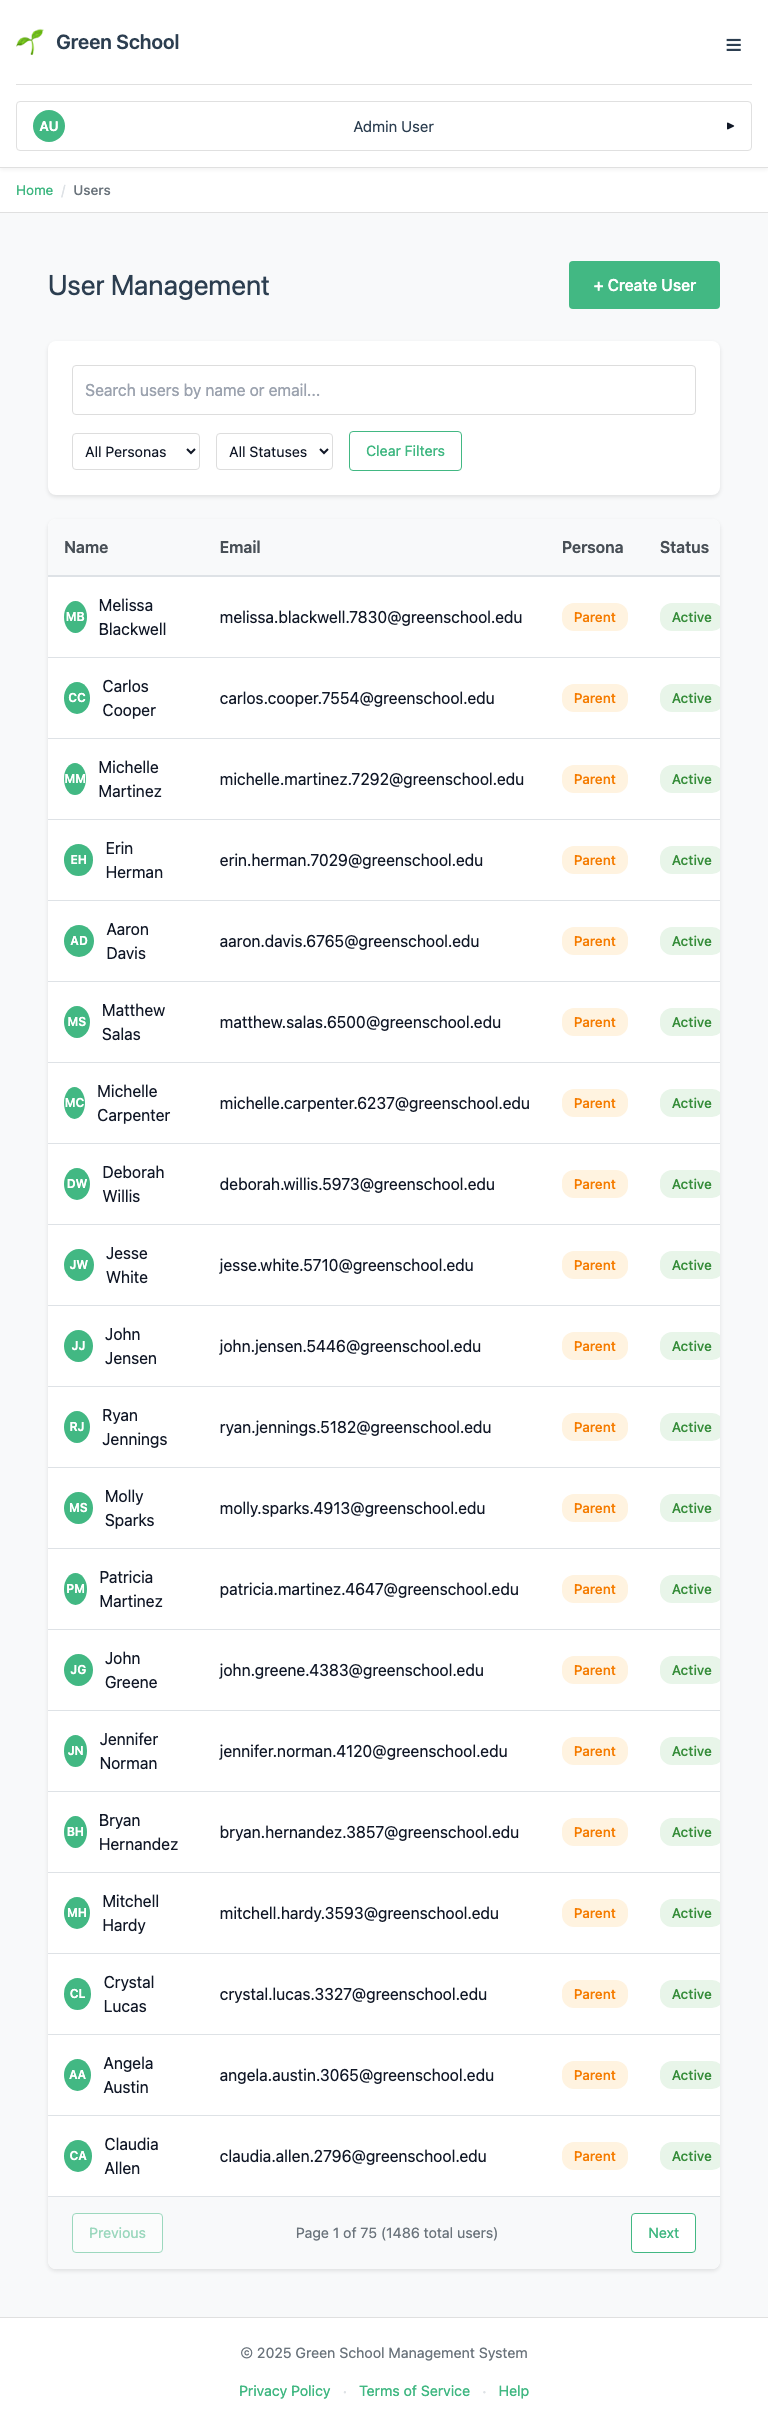 Green School
AU Admin User
Home / Users
User Management
+ Create User
Search users by name or email...
All Personas All Statuses Clear Filters
Name Email Persona Status
MB Melissa Blackwell melissa.blackwell.7830@greenschool.edu Parent Active
CC Carlos Cooper carlos.cooper.7554@greenschool.edu Parent Active
MM Michelle Martinez michelle.martinez.7292@greenschool.edu Parent Active
EH Erin Herman erin.herman.7029@greenschool.edu Parent Active
AD Aaron Davis aaron.davis.6765@greenschool.edu Parent Active
MS Matthew Salas matthew.salas.6500@greenschool.edu Parent Active
MC Michelle Carpenter michelle.carpenter.6237@greenschool.edu Parent Active
DW Deborah Willis deborah.willis.5973@greenschool.edu Parent Active
JW Jesse White jesse.white.5710@greenschool.edu Parent Active
JJ John Jensen john.jensen.5446@greenschool.edu Parent Active
RJ Ryan Jennings ryan.jennings.5182@greenschool.edu Parent Active
MS Molly Sparks molly.sparks.4913@greenschool.edu Parent Active
PM Patricia Martinez patricia.martinez.4647@greenschool.edu Parent Active
JG John Greene john.greene.4383@greenschool.edu Parent Active
JN Jennifer Norman jennifer.norman.4120@greenschool.edu Parent Active
BH Bryan Hernandez bryan.hernandez.3857@greenschool.edu Parent Active
MH Mitchell Hardy mitchell.hardy.3593@greenschool.edu Parent Active
CL Crystal Lucas crystal.lucas.3327@greenschool.edu Parent Active
AA Angela Austin angela.austin.3065@greenschool.edu Parent Active
CA Claudia Allen claudia.allen.2796@greenschool.edu Parent Active
Previous Page 1 of 75 (1486 total users) Next
© 2025 Green School Management System
Privacy Policy · Terms of Service · Help